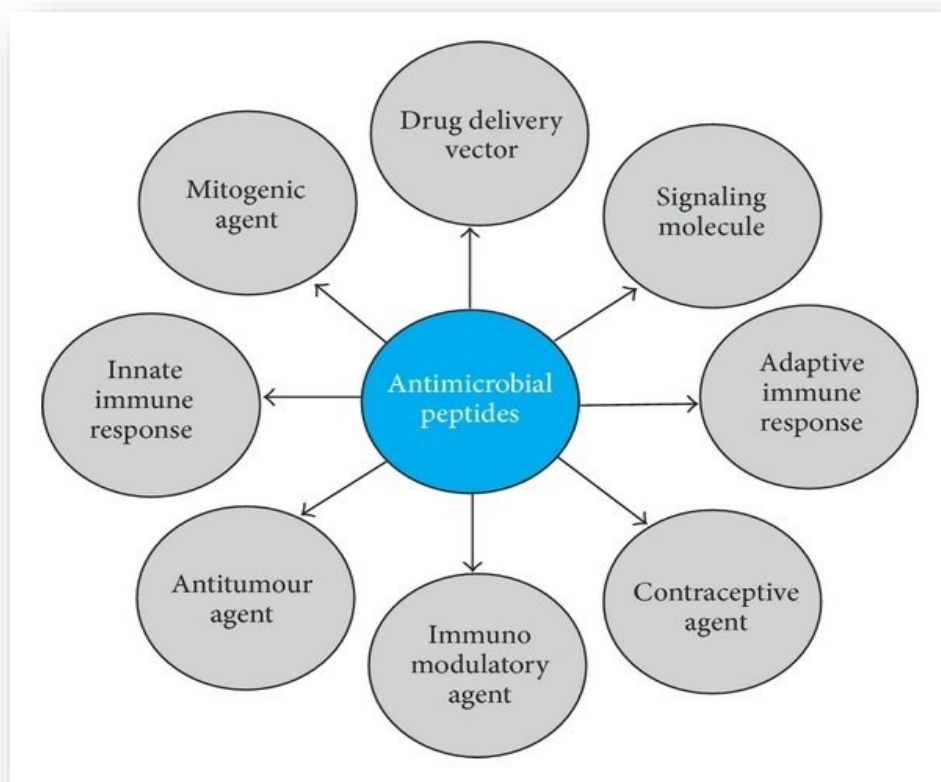 Drug delivery
vector
Signaling
molecule
Adaptive
immune
response
Contraceptive
agent
Immuno
modulatory
agent
Antitumour
agent
Innate
immune
response
Mitogenic
agent
Antimicrobial
peptides